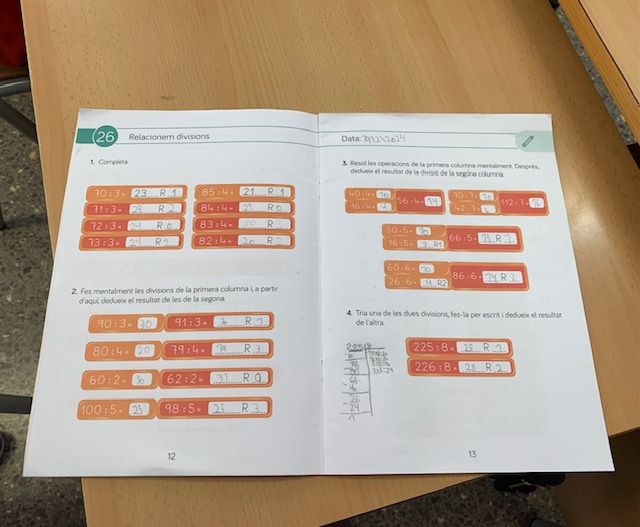 26 Relacionem divisions
1. Completa.
70 : 3 = 23 R 1
71 : 3 = 23 R 2
72 : 3 = 24 R 0
73 : 3 = 24 R 1
85 : 4 = 21 R 1
84 : 4 = 21 R 0
83 : 4 = 20 R 3
82 : 4 = 20 R 2
2. Fes mentalment les divisions de la primera columna i, a partir
d'aquí, dedueix el resultat de les de la segona.
90 : 3 = 30 91 : 3 = 30 R 1
80 : 4 = 20 79 : 4 = 19 R 3
60 : 2 = 30 62 : 2 = 31 R 0
100 : 5 = 98 : 5 = R 3
12
Data:
3. Resol les operacions de la primera columna mentalment. Després,
dedueix el resultat de la divisió de la segona columna.
40 : 4 = 10
16 : 4 = 4
56 : 4 = 14
70 : 7 = 10
42 : 7 = 6
112 : 7 = 16
50 : 5 = 10
16 : 5 = 3 R1
66 : 5 = 13 R 1
60 : 6 = 10
26 : 6 = 4 R2
86 : 6 = R 2
4. Tria una de les dues divisions, fes-la per escrit i dedueix el resultat
de l'altra.
225 : 8 = 28 R 1
226 : 8 = 28 R 2
13